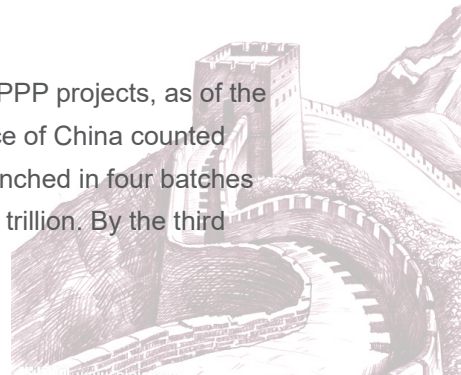 PPP projects, as of the
ce of China counted
nched in four batches
trillion. By the third